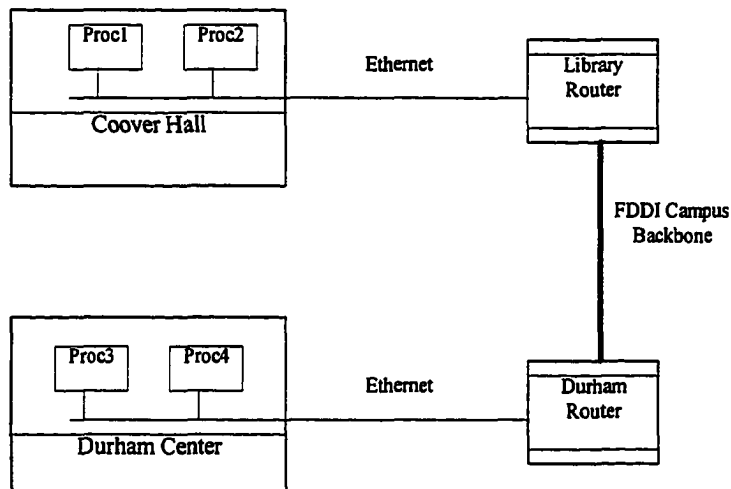 Proc1
Proc2
Coover Hall
Ethernet
Library
Router
FDDI Campus
Backbone
Proc3
Proc4
Durham Center
Ethernet
Durham
Router